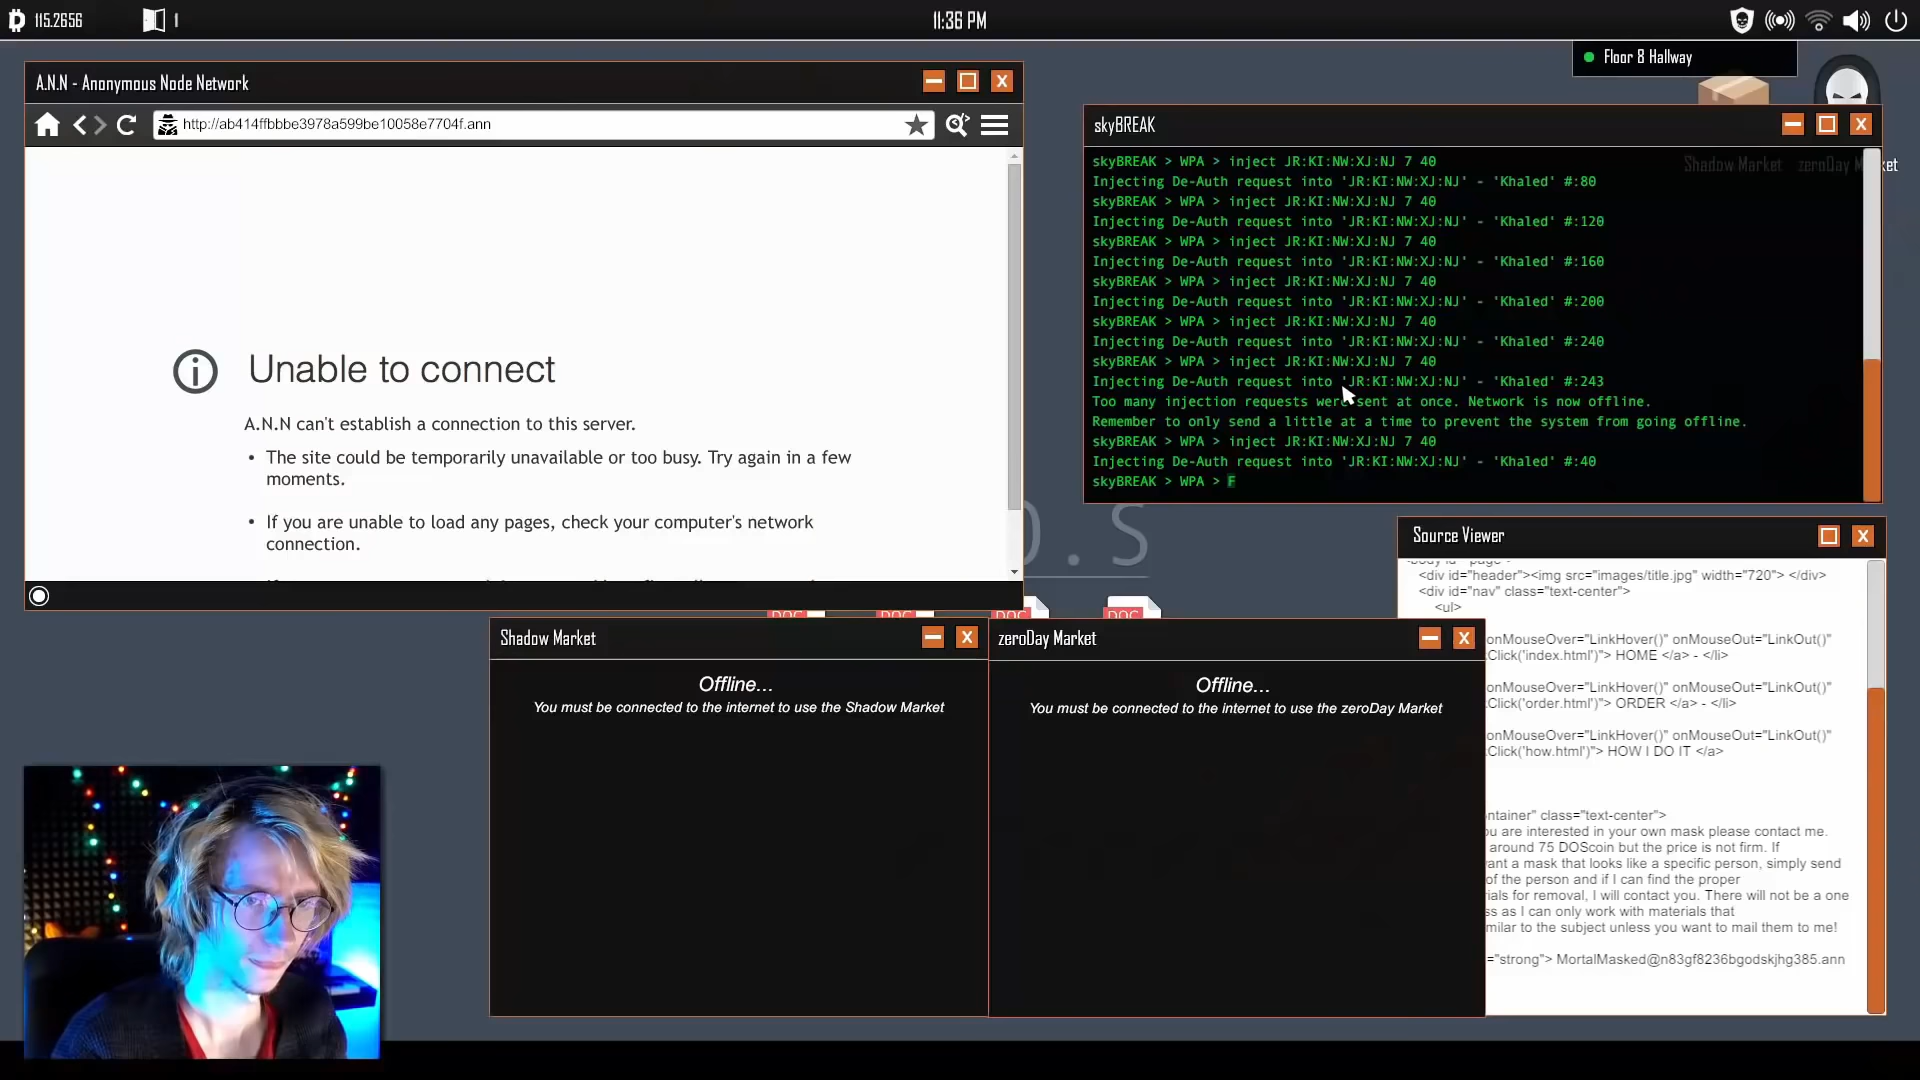 115.2656
1
11:36 PM
Floor 8 Hallway
A.N.N - Anonymous Node Network
http://ab414ffbbbe3978a599be10058e7704f.ann
Unable to connect
A.N.N can't establish a connection to this server.
• The site could be temporarily unavailable or too busy. Try again in a few
moments.
• If you are unable to load any pages, check your computer's network
connection.
skyBREAK
skyBREAK > WPA > inject JR:KI:NW:XJ:NJ 7 40
Injecting De-Auth request into 'JR:KI:NW:XJ:NJ' - 'Khaled' #:80
skyBREAK > WPA > inject JR:KI:NW:XJ:NJ 7 40
Injecting De-Auth request into 'JR:KI:NW:XJ:NJ' - 'Khaled' #:120
skyBREAK > WPA > inject JR:KI:NW:XJ:NJ 7 40
Injecting De-Auth request into 'JR:KI:NW:XJ:NJ' - 'Khaled' #:160
skyBREAK > WPA > inject JR:KI:NW:XJ:NJ 7 40
Injecting De-Auth request into 'JR:KI:NW:XJ:NJ' - 'Khaled' #:200
skyBREAK > WPA > inject JR:KI:NW:XJ:NJ 7 40
Injecting De-Auth request into 'JR:KI:NW:XJ:NJ' - 'Khaled' #:240
skyBREAK > WPA > inject JR:KI:NW:XJ:NJ 7 40
Injecting De-Auth request into 'JR:KI:NW:XJ:NJ' - 'Khaled' #:243
Too many injection requests were sent at once. Network is now offline.
Remember to only send a little at a time to prevent the system from going offline.
skyBREAK > WPA > inject JR:KI:NW:XJ:NJ 7 40
Injecting De-Auth request into 'JR:KI:NW:XJ:NJ' - 'Khaled' #:40
skyBREAK > WPA > F
Shadow Market
zeroDay Market
.S
DOC
DOC
DOC
DOC
Shadow Market
Offline...
You must be connected to the internet to use the Shadow Market
zeroDay Market
Offline...
You must be connected to the internet to use the zeroDay Market
Source Viewer
<div id="header"><img src="images/title.jpg" width="720"> </div>
<div id="nav" class="text-center">
<ul>
onMouseOver="LinkHover()" onMouseOut="LinkOut()"
.Click('index.html')"> HOME </a> - </li>
onMouseOver="LinkHover()" onMouseOut="LinkOut()"
.Click('order.html')"> ORDER </a> - </li>
onMouseOver="LinkHover()" onMouseOut="LinkOut()"
.Click('how.html')"> HOW I DO IT </a>
ntainer" class="text-center">
ou are interested in your own mask please contact me.
around 75 DOScoin but the price is not firm. If
ant a mask that looks like a specific person, simply send
of the person and if I can find the proper
ials for removal, I will contact you. There will not be a one
ss as I can only work with materials that
milar to the subject unless you want to mail them to me!
="strong"> MortalMasked@n83gf8236bgodskjhg385.ann